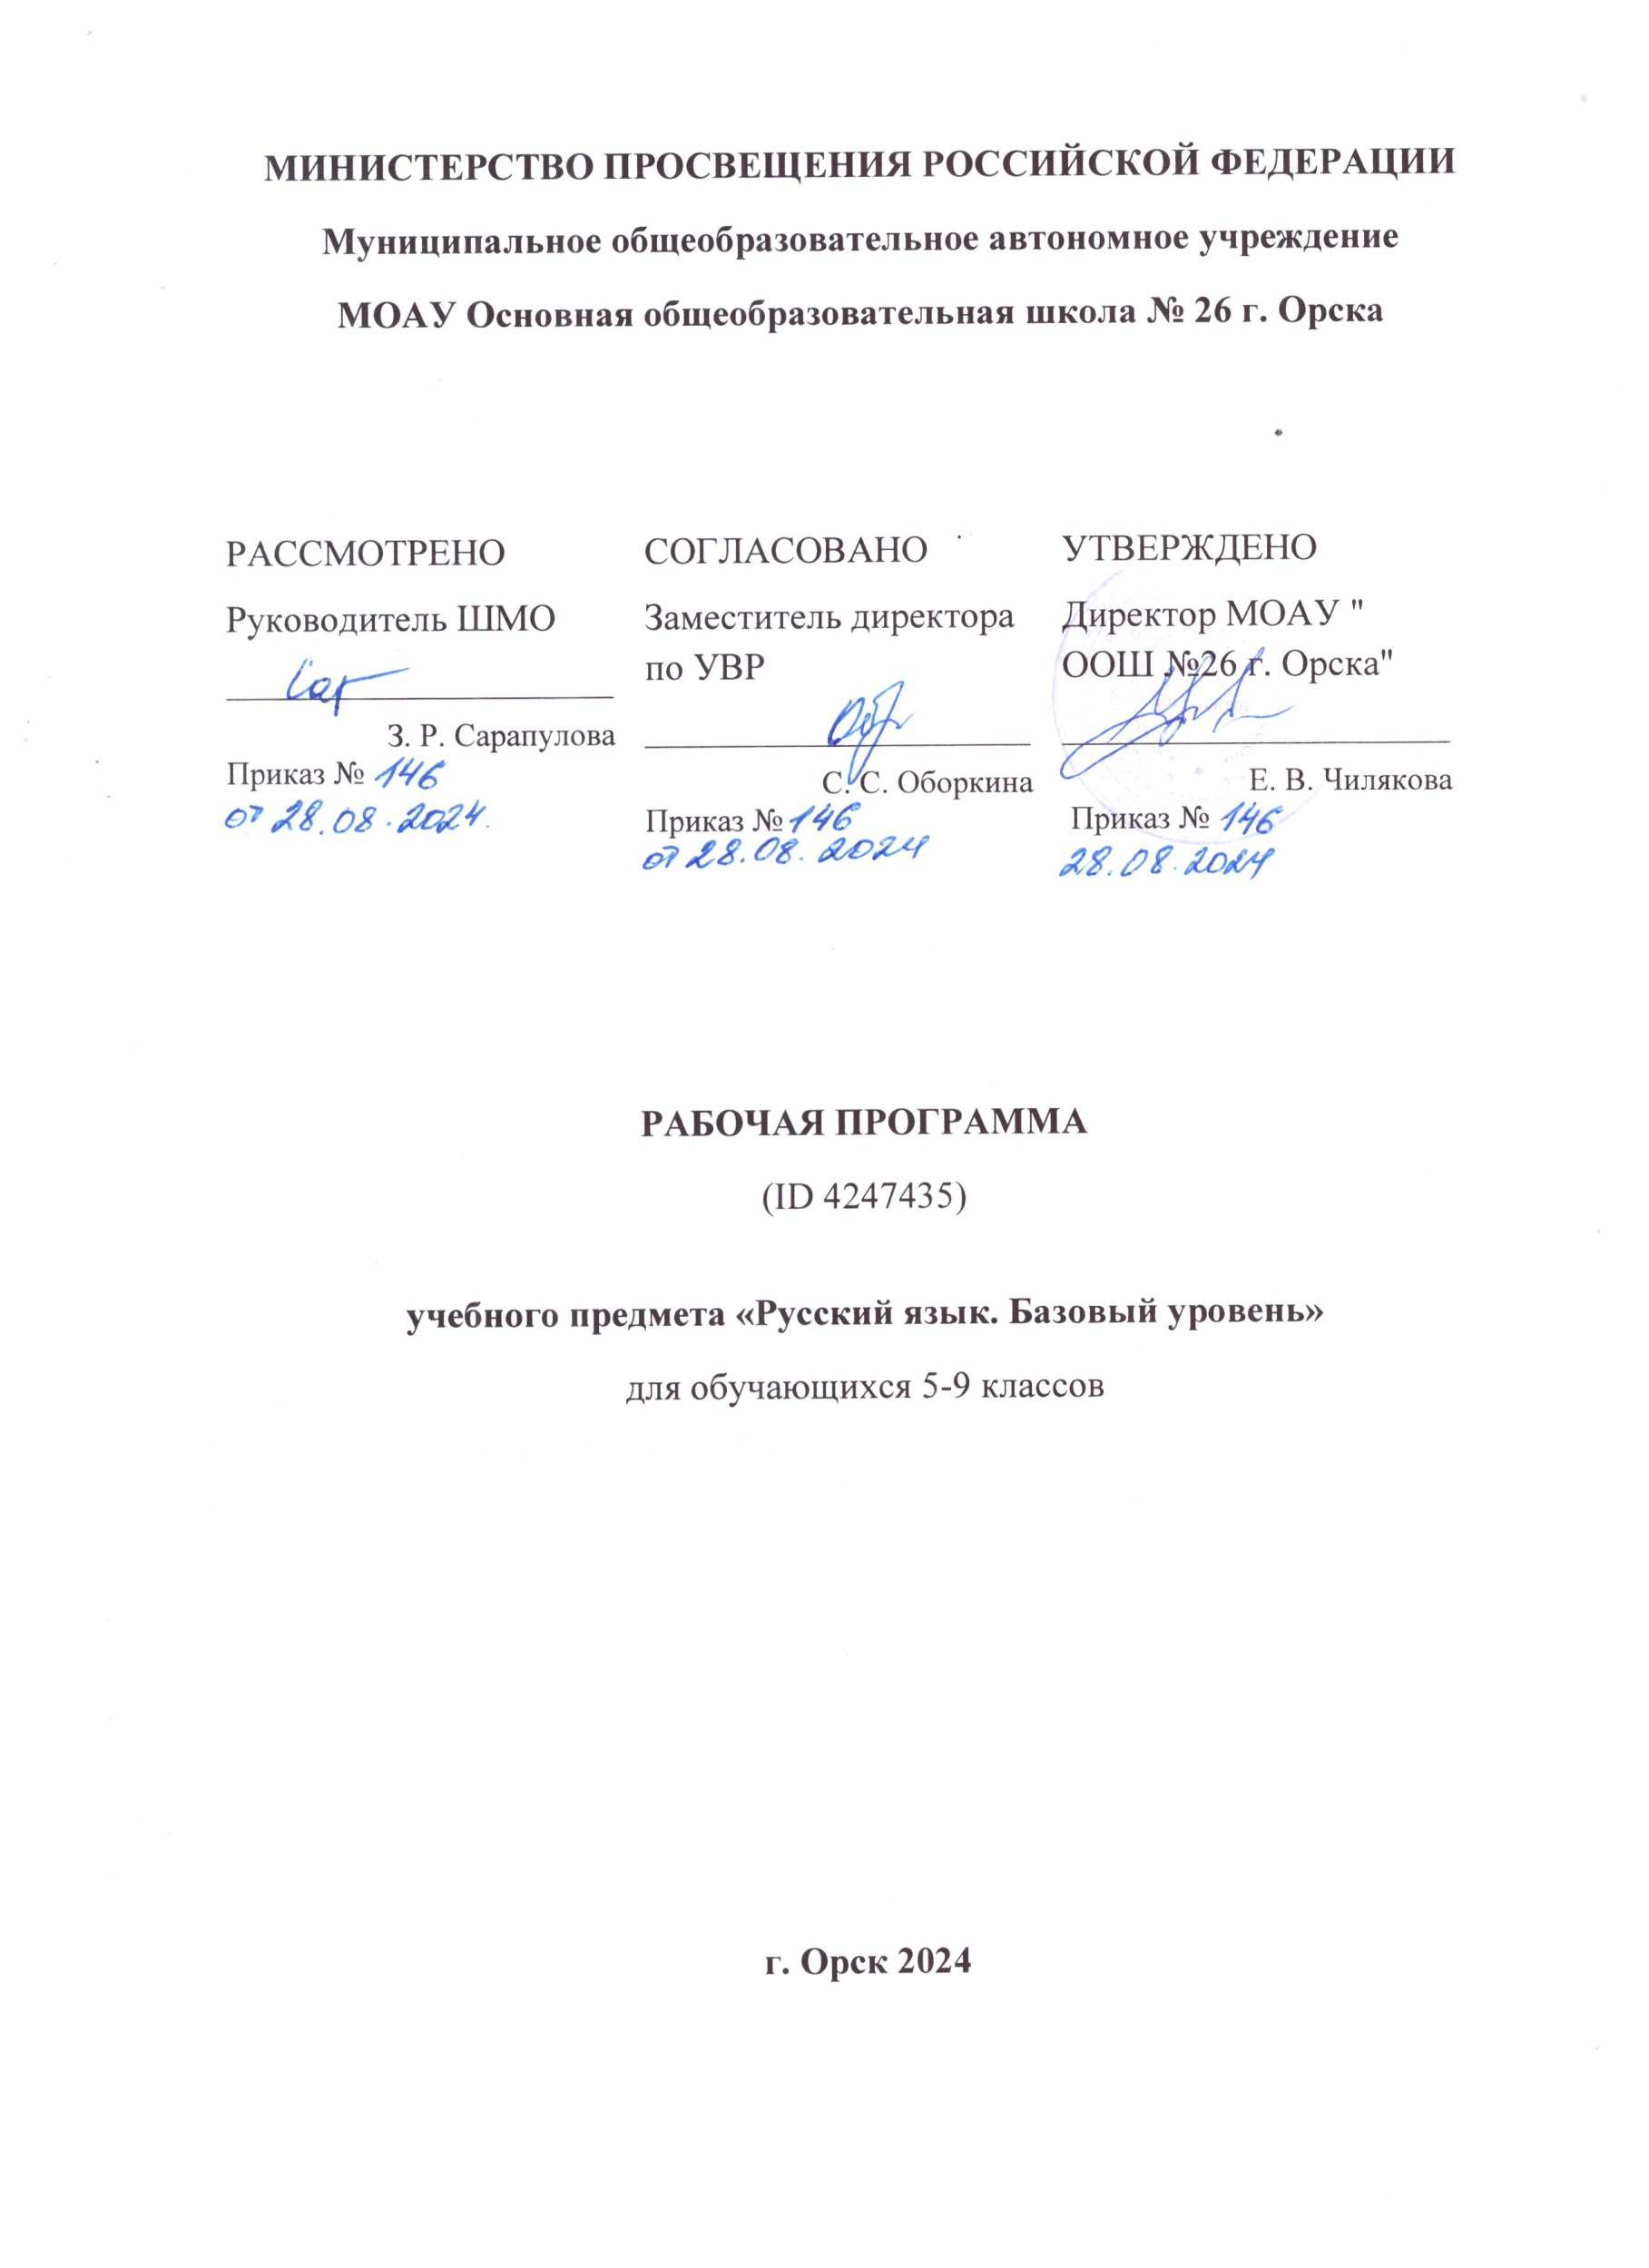 МИНИСТЕРСТВО ПРОСВЕЩЕНИЯ РОССИЙСКОЙ ФЕДЕРАЦИИ
Муниципальное общеобразовательное автономное учреждение
МОАУ Основная общеобразовательная школа № 26 г. Орска
РАССМОТРЕНО
Руководитель ШМО
З. Р. Сарапулова
Приказ № 146
от 28.08.2024.
СОГЛАСОВАНО
Заместитель директора
по УВР
С. С. Оборкина
Приказ № 146
от 28.08.2024
УТВЕРЖДЕНО
Директор МОАУ "
ООШ №26 г. Орска"
Е. В. Чилякова
Приказ № 146
28.08.2024
РАБОЧАЯ ПРОГРАММА
(ID 4247435)
учебного предмета «Русский язык. Базовый уровень»
для обучающихся 5-9 классов
г. Орск 2024